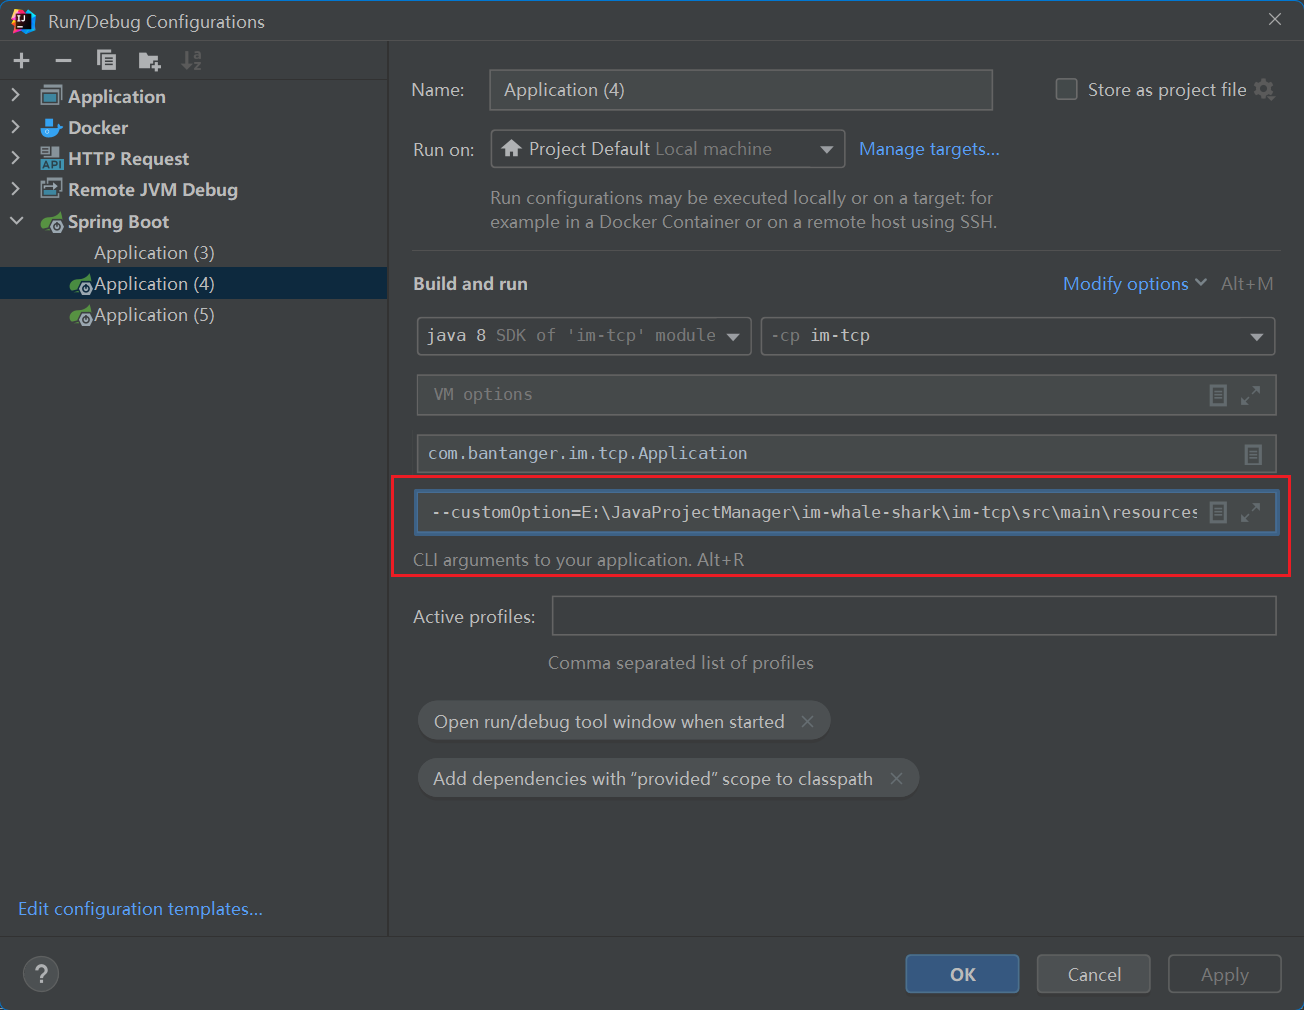 Run/Debug Configurations
Name:
Application (4)
Store as project file
Run on:
Project Default Local machine
Manage targets...
Run configurations may be executed locally or on a target: for
example in a Docker Container or on a remote host using SSH.
Application
Docker
API
HTTP Request
Remote JVM Debug
Spring Boot
Application (3)
Application (4)
Application (5)
Build and run
Modify options
Alt+M
java 8 SDK of 'im-tcp' module
-cp im-tcp
VM options
com.bantanger.im.tcp.Application
--customOption=E:\JavaProjectManager\im-whale-shark\im-tcp\src\main\resources
CLI arguments to your application. Alt+R
Active profiles:
Comma separated list of profiles
Open run/debug tool window when started
Add dependencies with “provided” scope to classpath
Edit configuration templates...
?
OK
Cancel
Apply